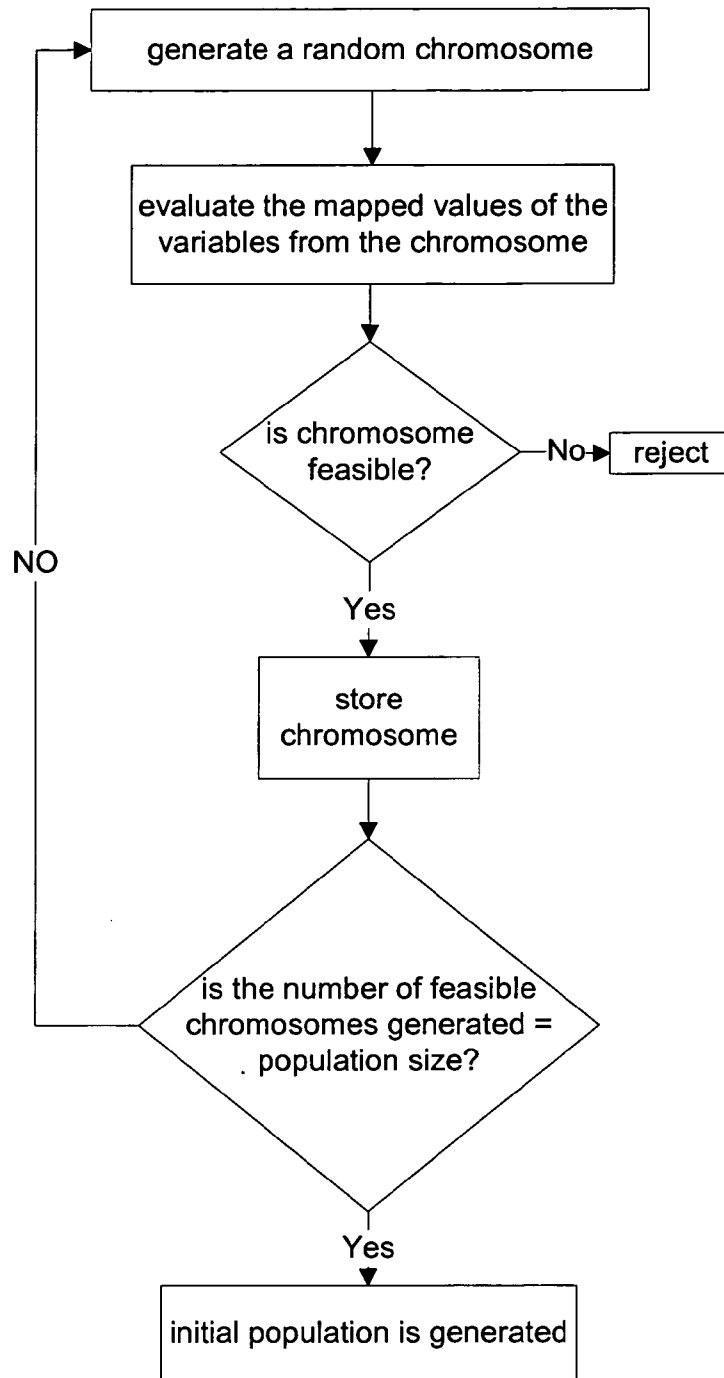 generate a random chromosome
evaluate the mapped values of the
variables from the chromosome
is chromosome
feasible?
No
reject
NO
Yes
store
chromosome
is the number of feasible
chromosomes generated =
population size?
Yes
initial population is generated